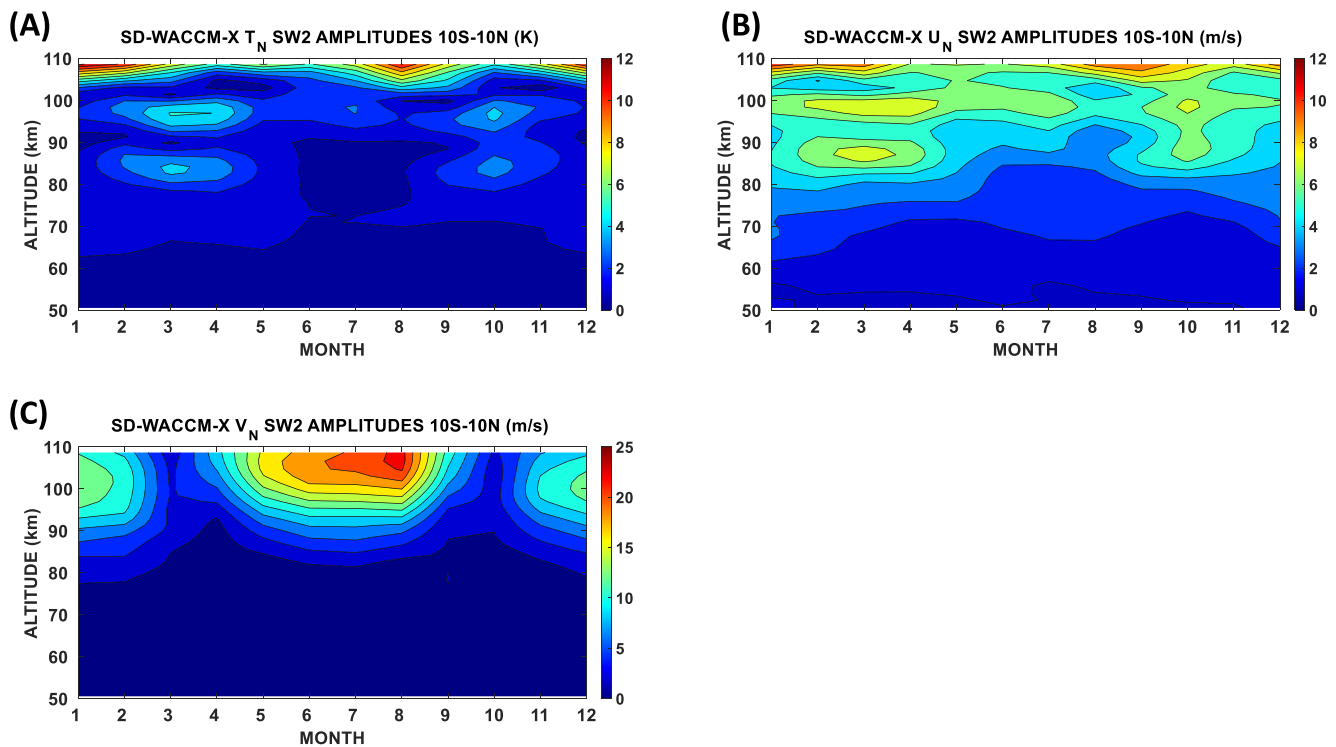 (A)
SD-WACCM-X T_N SW2 AMPLITUDES 10S-10N (K)
110
100
90
80
70
60
50
ALTITUDE (km)
1 2 3 4 5 6 7 8 9 10 11 12
MONTH
12
10
8
6
4
2
0
(B)
SD-WACCM-X U_N SW2 AMPLITUDES 10S-10N (m/s)
110
100
90
80
70
60
50
ALTITUDE (km)
1 2 3 4 5 6 7 8 9 10 11 12
MONTH
12
10
8
6
4
2
0
(C)
SD-WACCM-X V_N SW2 AMPLITUDES 10S-10N (m/s)
110
100
90
80
70
60
50
ALTITUDE (km)
1 2 3 4 5 6 7 8 9 10 11 12
MONTH
25
20
15
10
5
0